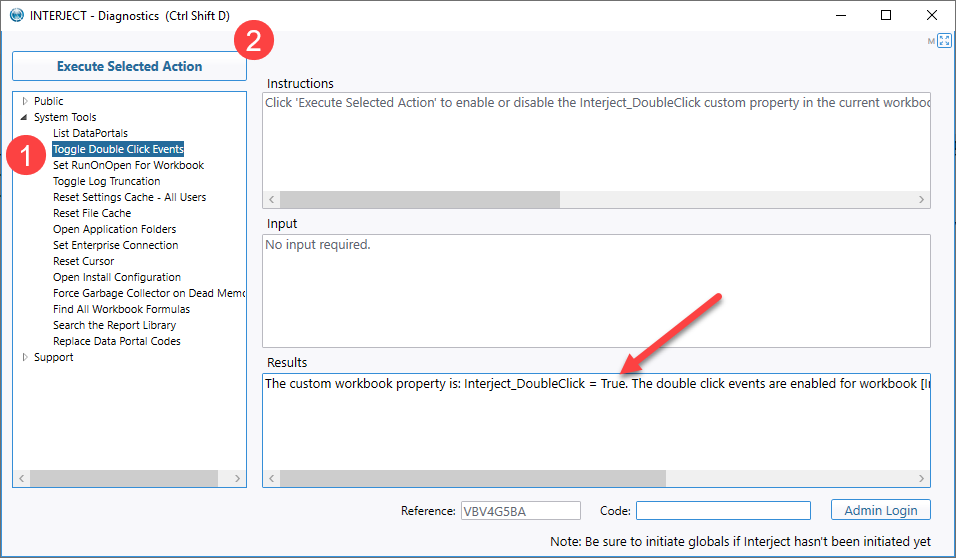 INTERJECT - Diagnostics (Ctrl Shift D)
2
M
Execute Selected Action
Public
System Tools
List DataPortals
1
Toggle Double Click Events
Set RunOnOpen For Workbook
Toggle Log Truncation
Reset Settings Cache - All Users
Reset File Cache
Open Application Folders
Set Enterprise Connection
Reset Cursor
Open Install Configuration
Force Garbage Collector on Dead Memo
Find All Workbook Formulas
Search the Report Library
Replace Data Portal Codes
Support
Instructions
Click 'Execute Selected Action' to enable or disable the Interject_DoubleClick custom property in the current workbook
Input
No input required.
Results
The custom workbook property is: Interject_DoubleClick = True. The double click events are enabled for workbook [In
Reference:
VBV4G5BA
Code:
Admin Login
Note: Be sure to initiate globals if Interject hasn't been initiated yet